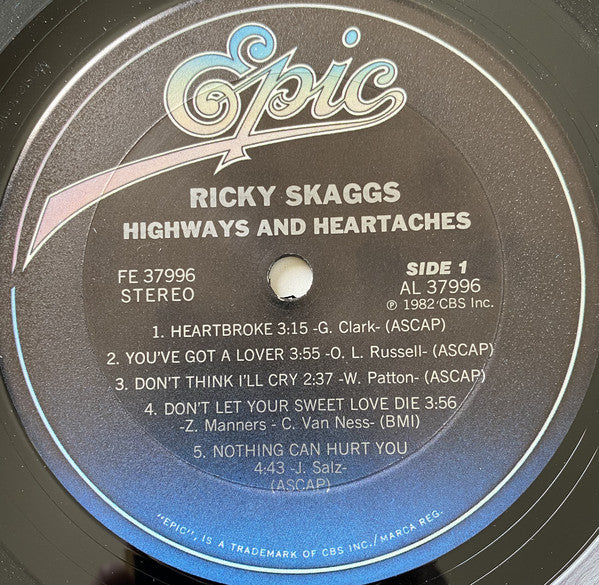 Epic
RICKY SKAGGS
HIGHWAYS AND HEARTACHES
FE 37996
STEREO
SIDE 1
AL 37996
℗ 1982 CBS Inc.
1. HEARTBROKE 3:15 -G. Clark- (ASCAP)
2. YOU'VE GOT A LOVER 3:55 -O. L. Russell- (ASCAP)
3. DON'T THINK I'LL CRY 2:37 -W. Patton- (ASCAP)
4. DON'T LET YOUR SWEET LOVE DIE 3:56
-Z. Manners - C. Van Ness- (BMI)
5. NOTHING CAN HURT YOU
4:43 -J. Salz-
(ASCAP)
"EPIC", IS A TRADEMARK OF CBS INC./MARCA REG.